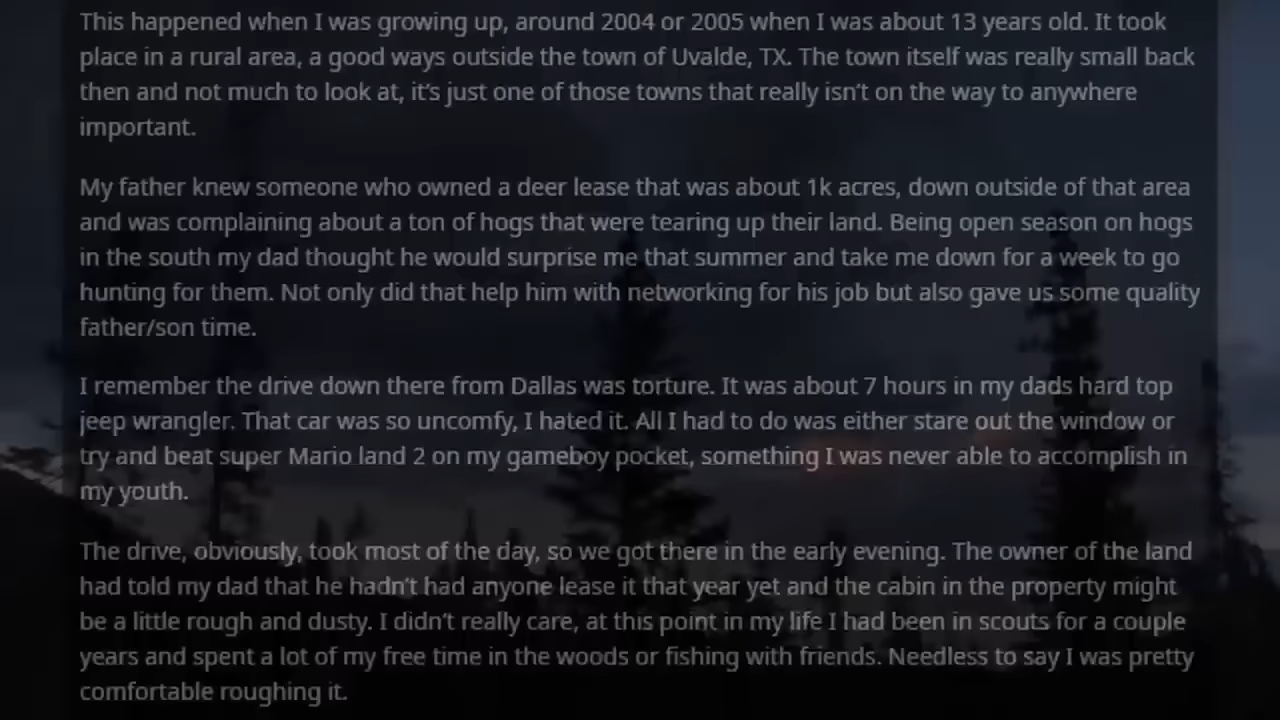 This happened when I was growing up, around 2004 or 2005 when I was about 13 years old. It took
place in a rural area, a good ways outside the town of Uvalde, TX. The town itself was really small back
then and not much to look at, it's just one of those towns that really isn't on the way to anywhere
important.
My father knew someone who owned a deer lease that was about 1k acres, down outside of that area
and was complaining about a ton of hogs that were tearing up their land. Being open season on hogs
in the south my dad thought he would surprise me that summer and take me down for a week to go
hunting for them. Not only did that help him with networking for his job but also gave us some quality
father/son time.
I remember the drive down there from Dallas was torture. It was about 7 hours in my dads hard top
jeep wrangler. That car was so uncomfy, I hated it. All I had to do was either stare out the window or
try and beat super Mario land 2 on my gameboy pocket, something I was never able to accomplish in
my youth.
The drive, obviously, took most of the day, so we got there in the early evening. The owner of the land
had told my dad that he hadn't had anyone lease it that year yet and the cabin in the property might
be a little rough and dusty. I didn't really care, at this point in my life I had been in scouts for a couple
years and spent a lot of my free time in the woods or fishing with friends. Needless to say I was pretty
comfortable roughing it.